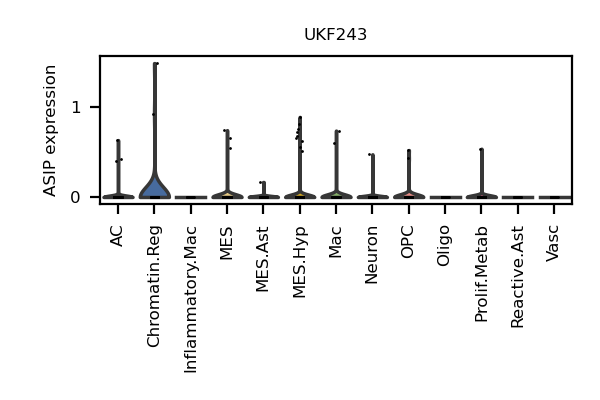 UKF243
ASIP expression
1
0
AC
Chromatin.Reg
Inflammatory.Mac
MES
MES.Ast
MES.Hyp
Mac
Neuron
OPC
Oligo
Prolif.Metab
Reactive.Ast
Vasc